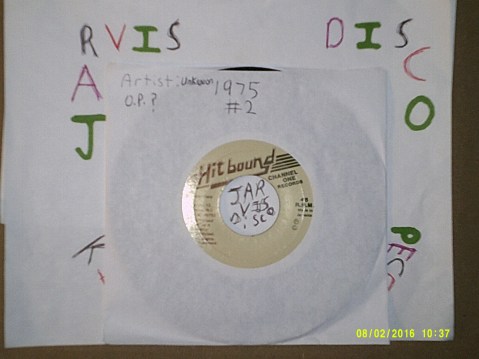 RVIS
A
J
DISCO
Artist: Unknown 1975
O.P.? #2
Hit bound
CHANNEL
ONE
RECORDS
JAR
VIS
DISCO
08/02/2016 10:37